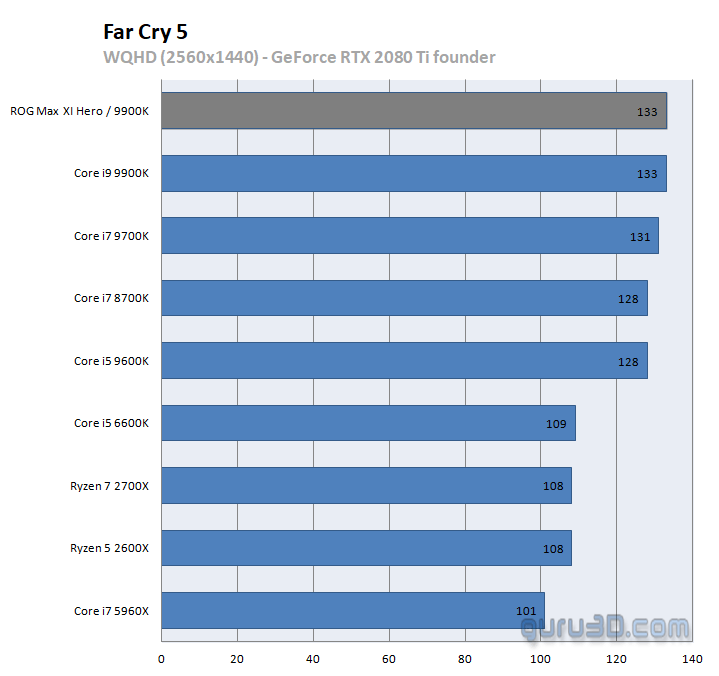 Far Cry 5
WQHD (2560x1440) - GeForce RTX 2080 Ti founder
ROG Max XI Hero / 9900K 133
Core i9 9900K 133
Core i7 9700K 131
Core i7 8700K 128
Core i5 9600K 128
Core i5 6600K 109
Ryzen 7 2700X 108
Ryzen 5 2600X 108
Core i7 5960X 101
guru3D.com
0 20 40 60 80 100 120 140